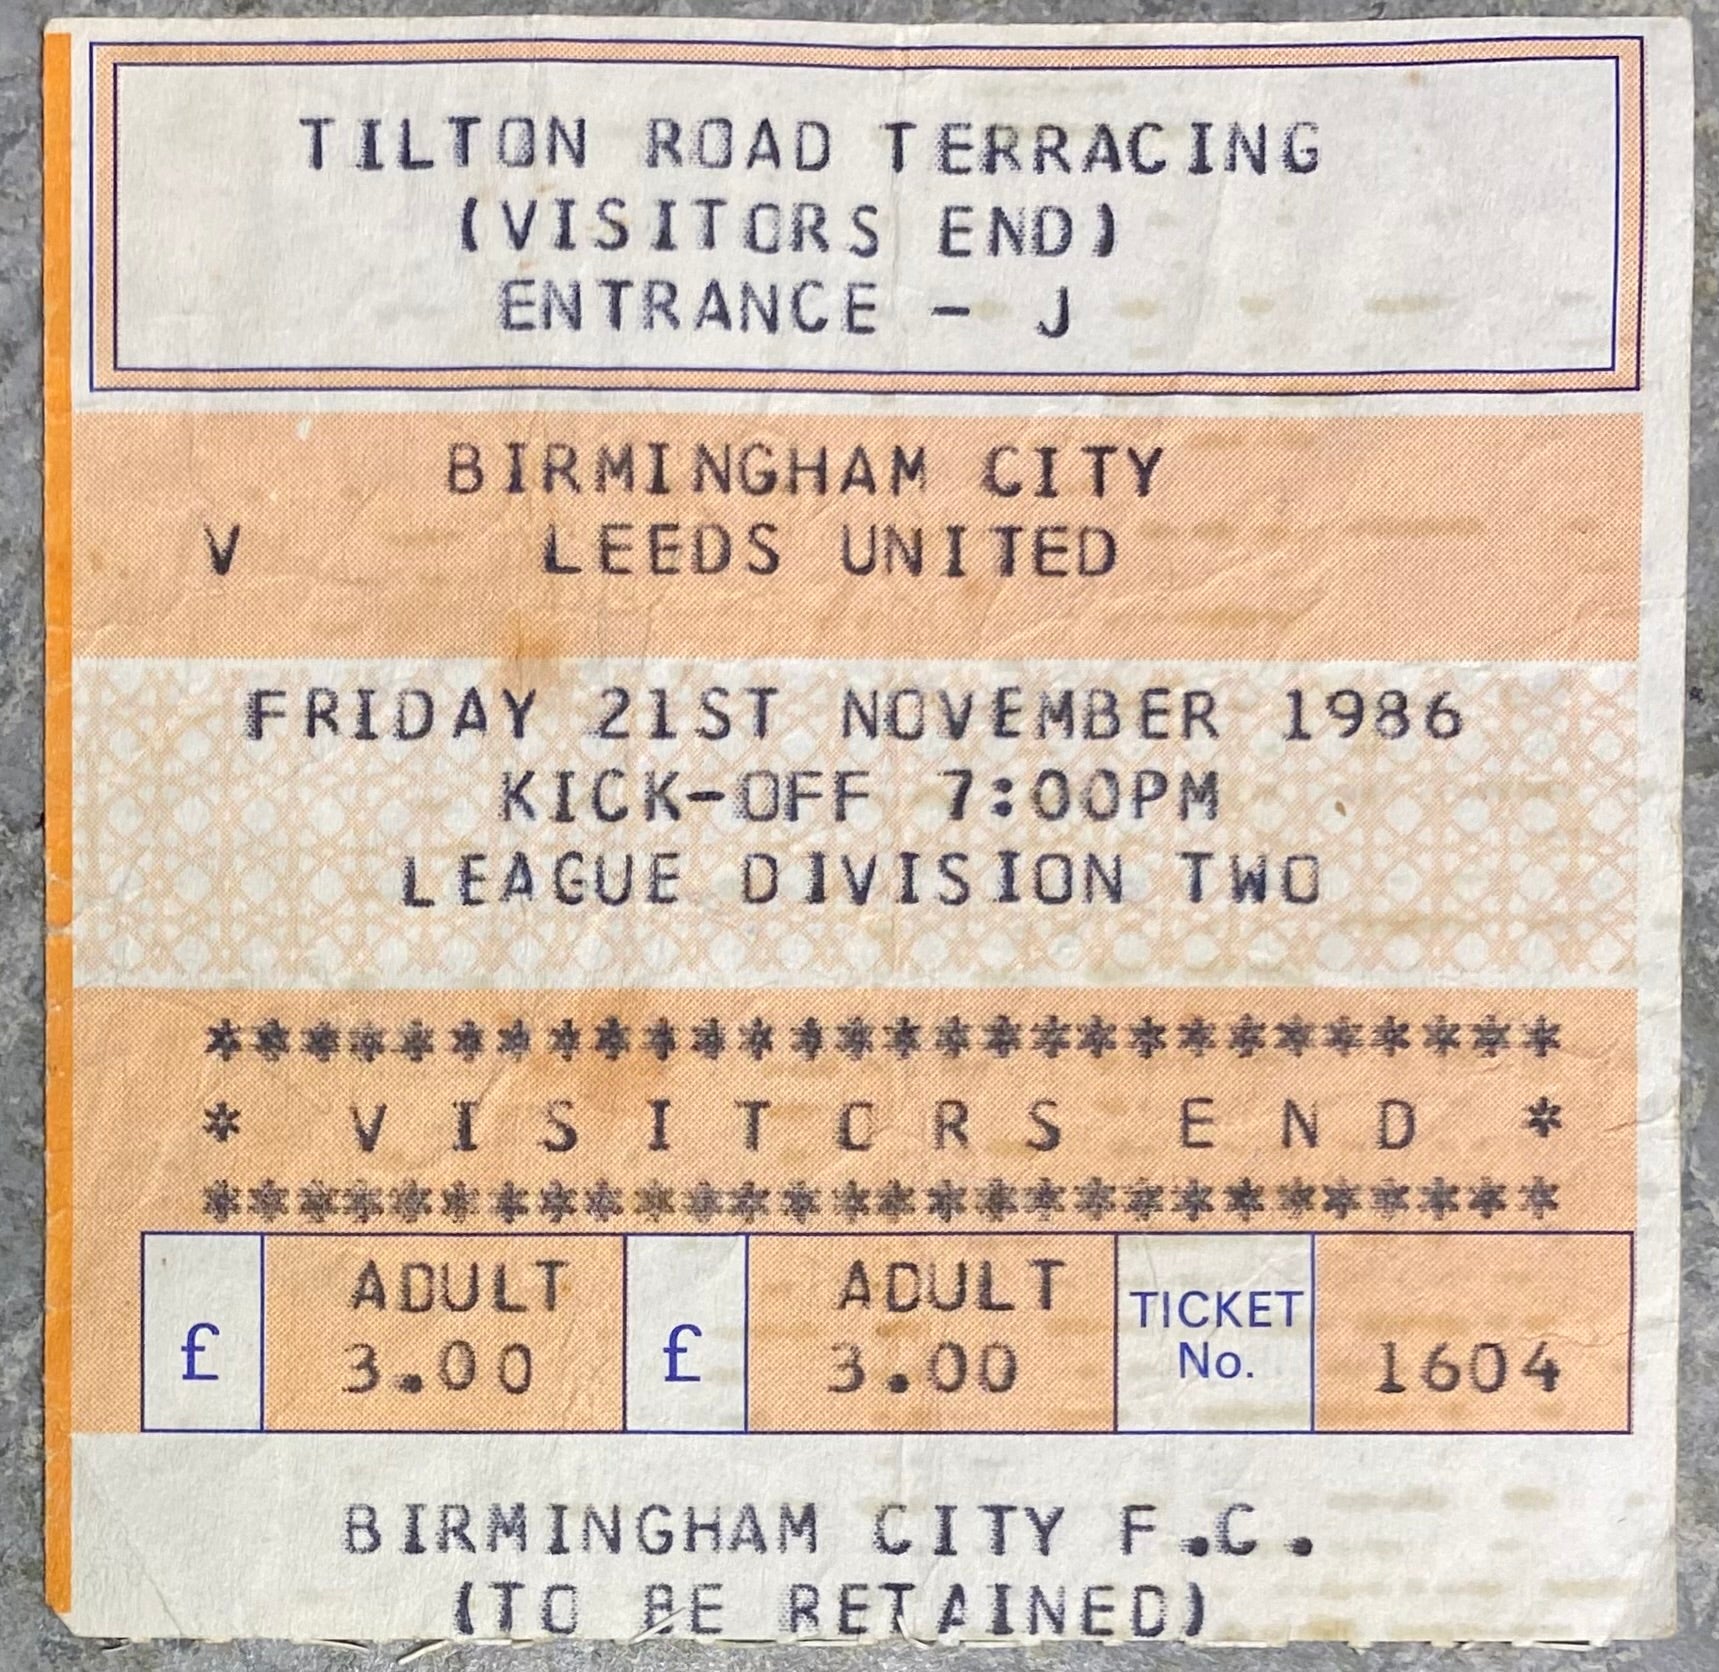 TILTON ROAD TERRACING
(VISITORS END)
ENTRANCE - J
BIRMINGHAM CITY
V LEEDS UNITED
FRIDAY 21ST NOVEMBER 1986
KICK-OFF 7:00PM
LEAGUE DIVISION TWO
****************************
* V I S I T O R S E N D *
****************************
£ ADULT 3.00 £ ADULT 3.00 TICKET No. 1604
BIRMINGHAM CITY F.C.
(TO BE RETAINED)